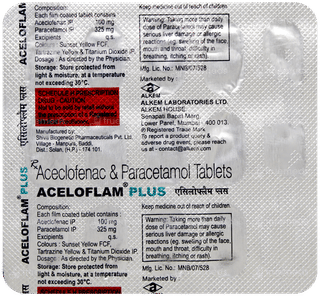 ACELOFLAM PLUS
Composition:
Each film coated tablet contains :
Aceclofenac IP 100 mg
Paracetamol IP 325 mg
Excipients q.s.
Colours : Sunset Yellow FCF,
Tartrazine Yellow & Titanium Dioxide IP.
Dosage: As directed by the Physician.
Storage: Store protected from
light & moisture, at a temperature
not exceeding 30°C.
SCHEDULE H PRESCRIPTION
DRUG - CAUTION
Manufactured by:
Shiva Biogenetic Pharmaceuticals Pvt. Ltd.
Village - Manpura, Baddi,
Dist.: Solan, (H.P.) - 174 101.
Keep medicine out of reach of children.
Warning: Taking more than daily
dose of Paracetamol may cause
serious liver damage or allergic
reactions (eg. swelling of the face,
mouth and throat, difficulty in
breathing, itching or rash).
Mfg. Lic. No.: MNB/07/528
Marketed by :
ALKEM
ALKEM LABORATORIES LTD.
ALKEM HOUSE,
Senapati Bapat Marg,
Lower Parel, Mumbai - 400 013.
® Registered Trade Mark
To report a product query &
adverse drug event, please reach
us at : contact@alkem.com
Rx Aceclofenac & Paracetamol Tablets
ACELOFLAM® PLUS एसिलोफ्लैम प्लस
ACELOFLAM PLUS
Composition:
Each film coated tablet contains :
Aceclofenac IP 100 mg
Paracetamol IP 325 mg
Excipients q.s.
Colours : Sunset Yellow FCF,
Tartrazine Yellow & Titanium Dioxide IP.
Dosage: As directed by the Physician.
Storage: Store protected from
light & moisture, at a temperature
not exceeding 30°C.
Keep medicine out of reach of children.
Warning: Taking more than daily
dose of Paracetamol may cause
serious liver damage or allergic
reactions (eg. swelling of the face,
mouth and throat, difficulty in
breathing, itching or rash).
Mfg. Lic. No.: MNB/07/528
Marketed by :